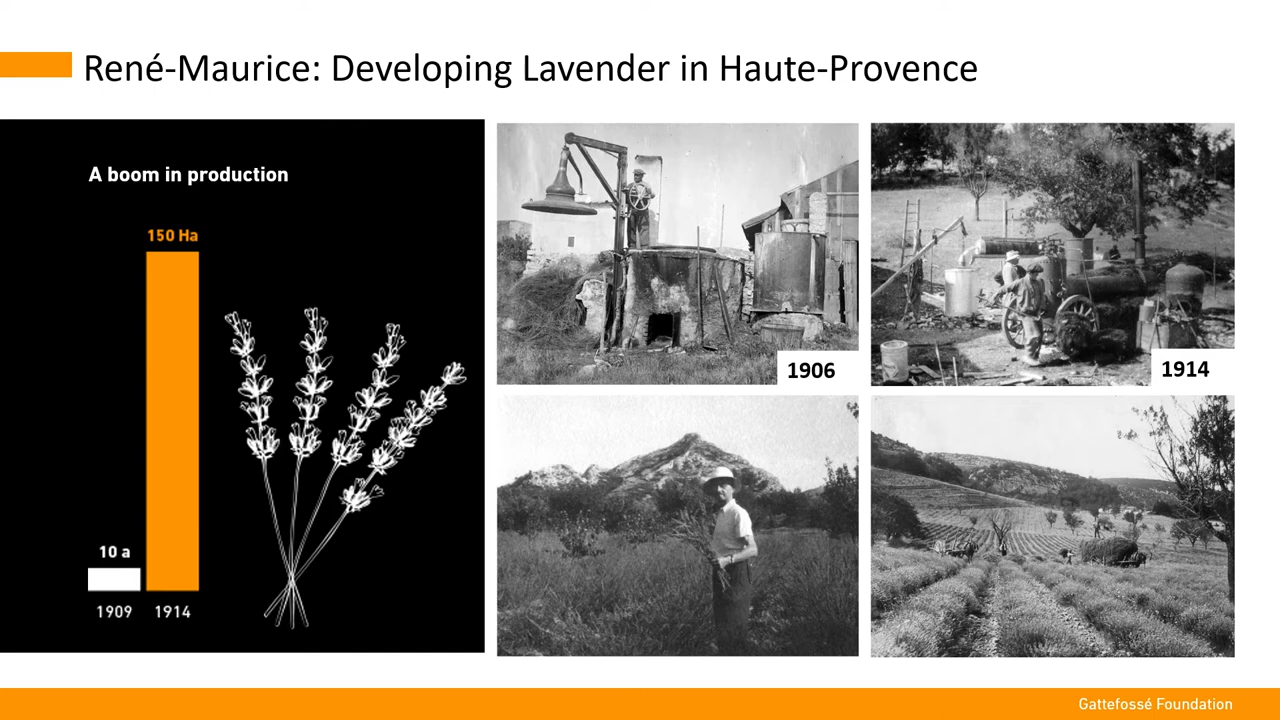 René-Maurice: Developing Lavender in Haute-Provence
A boom in production
150 Ha
10 a
1909 1914
1906
1914
Gattefossé Foundation